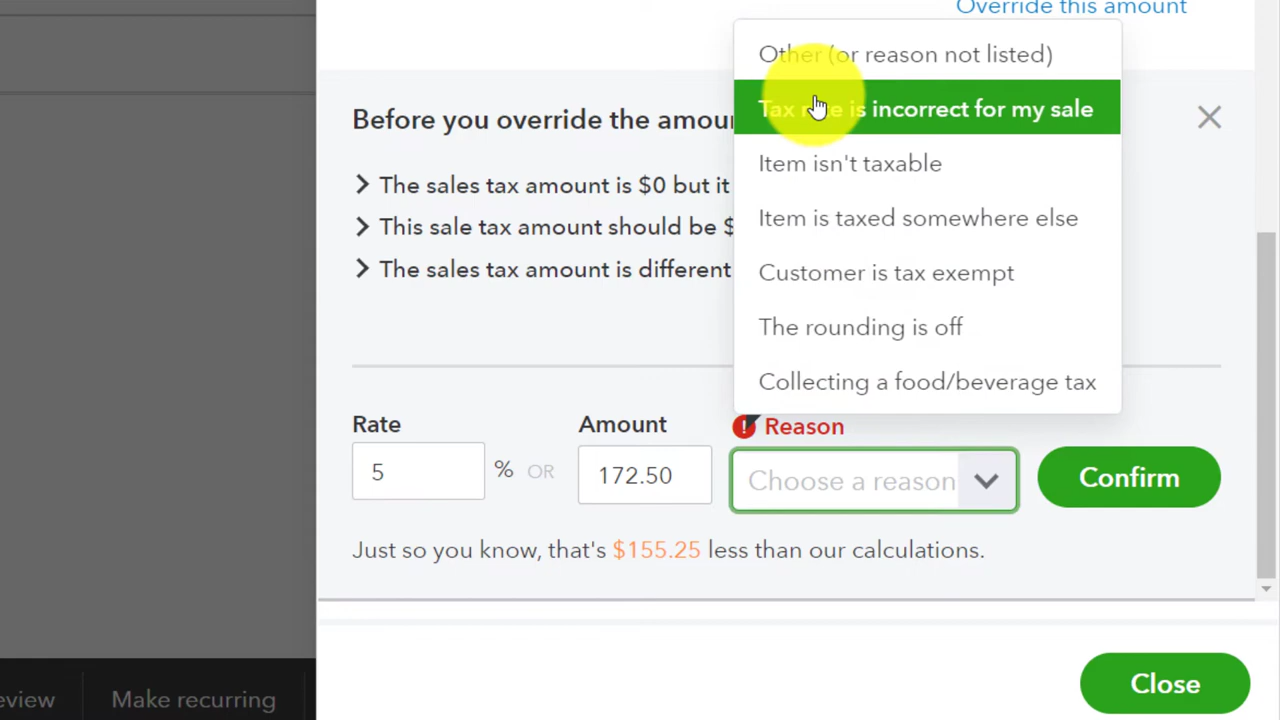 Override this amount
Other (or reason not listed)
Tax rate is incorrect for my sale
Before you override the amou
Item isn't taxable
The sales tax amount is $0 but it
Item is taxed somewhere else
This sale tax amount should be $
The sales tax amount is different
Customer is tax exempt
The rounding is off
Collecting a food/beverage tax
Rate
Amount
Reason
5 % OR 172.50
Choose a reason
Confirm
Just so you know, that's $155.25 less than our calculations.
Make recurring
Close